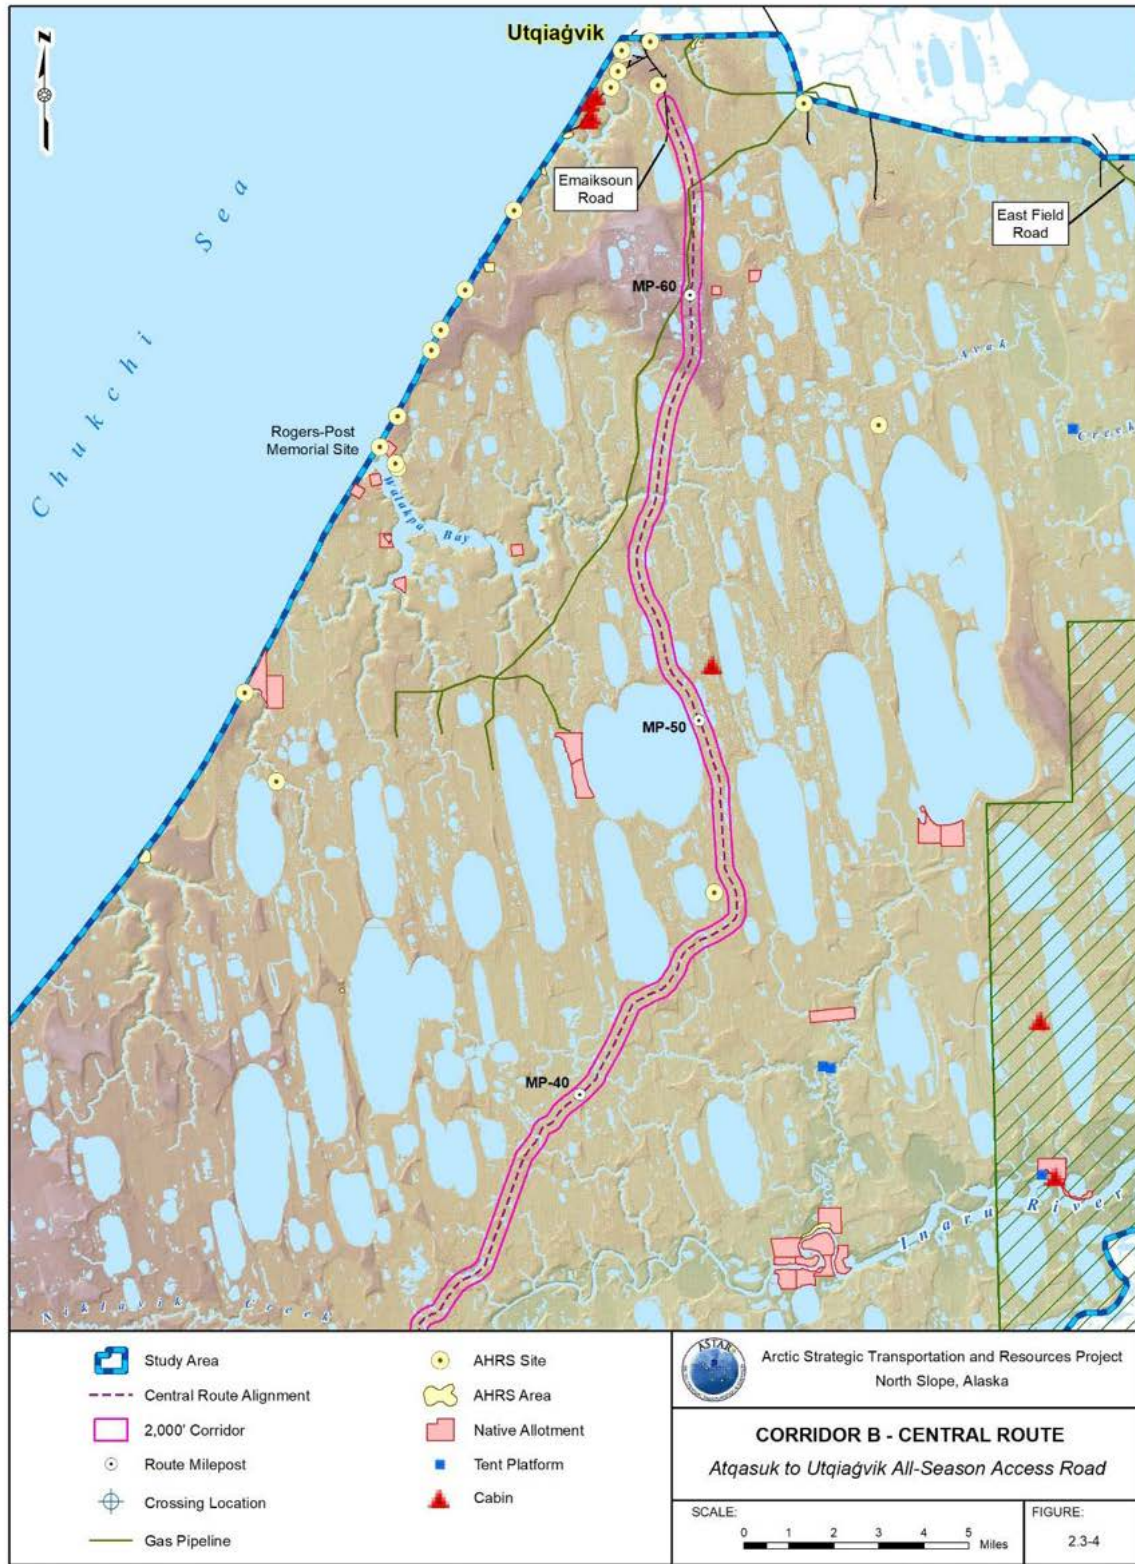 Utqiaġvik
N
Emaiksoun
Road
East Field
Road
MP-60
Chukchi Sea
Avak
Creek
Rogers-Post
Memorial Site
Walakpa Bay
MP-50
MP-40
Inaru River
Niklavik Creek
Study Area
Central Route Alignment
2,000' Corridor
Route Milepost
Crossing Location
Gas Pipeline
AHRS Site
AHRS Area
Native Allotment
Tent Platform
Cabin
ASTAR
Arctic Strategic Transportation and Resources Project
North Slope, Alaska
CORRIDOR B - CENTRAL ROUTE
Atqasuk to Utqiaġvik All-Season Access Road
SCALE:
0 1 2 3 4 5 Miles
FIGURE:
2.3-4